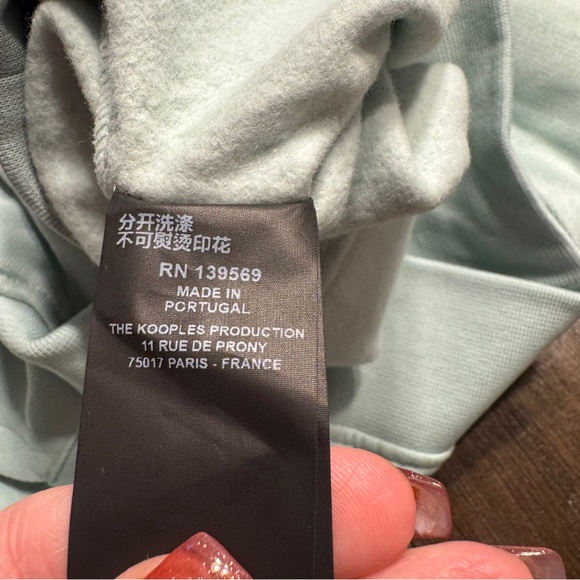 分开洗涤
不可熨烫印花
RN 139569
MADE IN
PORTUGAL
THE KOOPLES PRODUCTION
11 RUE DE PRONY
75017 PARIS - FRANCE